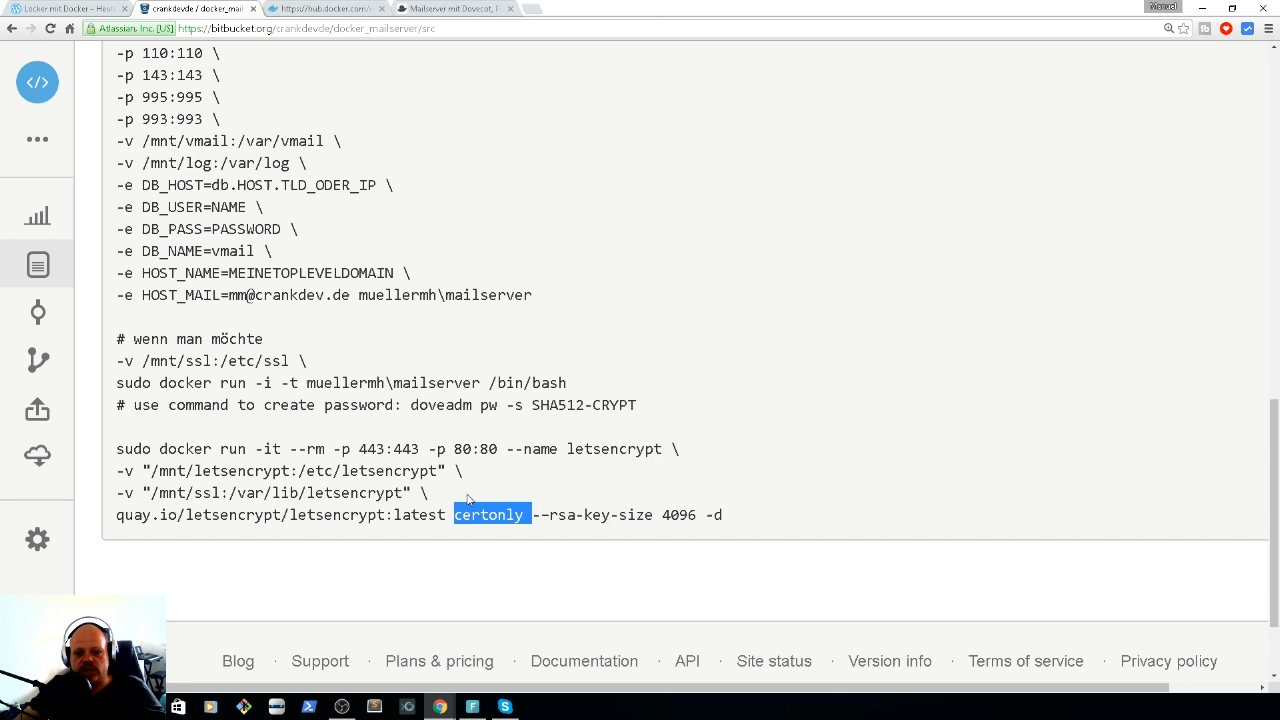 Manuel
Locker mit Docker – Heute
crankdevde / docker_mail
https://hub.docker.com/
Mailserver mit Dovecot, P
Atlassian, Inc. [US]
https://bitbucket.org/crankdevde/docker_mailserver/src
-p 110:110 \
-p 143:143 \
-p 995:995 \
-p 993:993 \
-v /mnt/vmail:/var/vmail \
-v /mnt/log:/var/log \
-e DB_HOST=db.HOST.TLD_ODER_IP \
-e DB_USER=NAME \
-e DB_PASS=PASSWORD \
-e DB_NAME=vmail \
-e HOST_NAME=MEINETOPLEVELDOMAIN \
-e HOST_MAIL=mm@crankdev.de muellermh\mailserver
# wenn man möchte
-v /mnt/ssl:/etc/ssl \
sudo docker run -i -t muellermh\mailserver /bin/bash
# use command to create password: doveadm pw -s SHA512-CRYPT
sudo docker run -it --rm -p 443:443 -p 80:80 --name letsencrypt \
-v "/mnt/letsencrypt:/etc/letsencrypt" \
-v "/mnt/ssl:/var/lib/letsencrypt" \
quay.io/letsencrypt/letsencrypt:latest certonly --rsa-key-size 4096 -d
Blog · Support · Plans & pricing · Documentation · API · Site status · Version info · Terms of service · Privacy policy